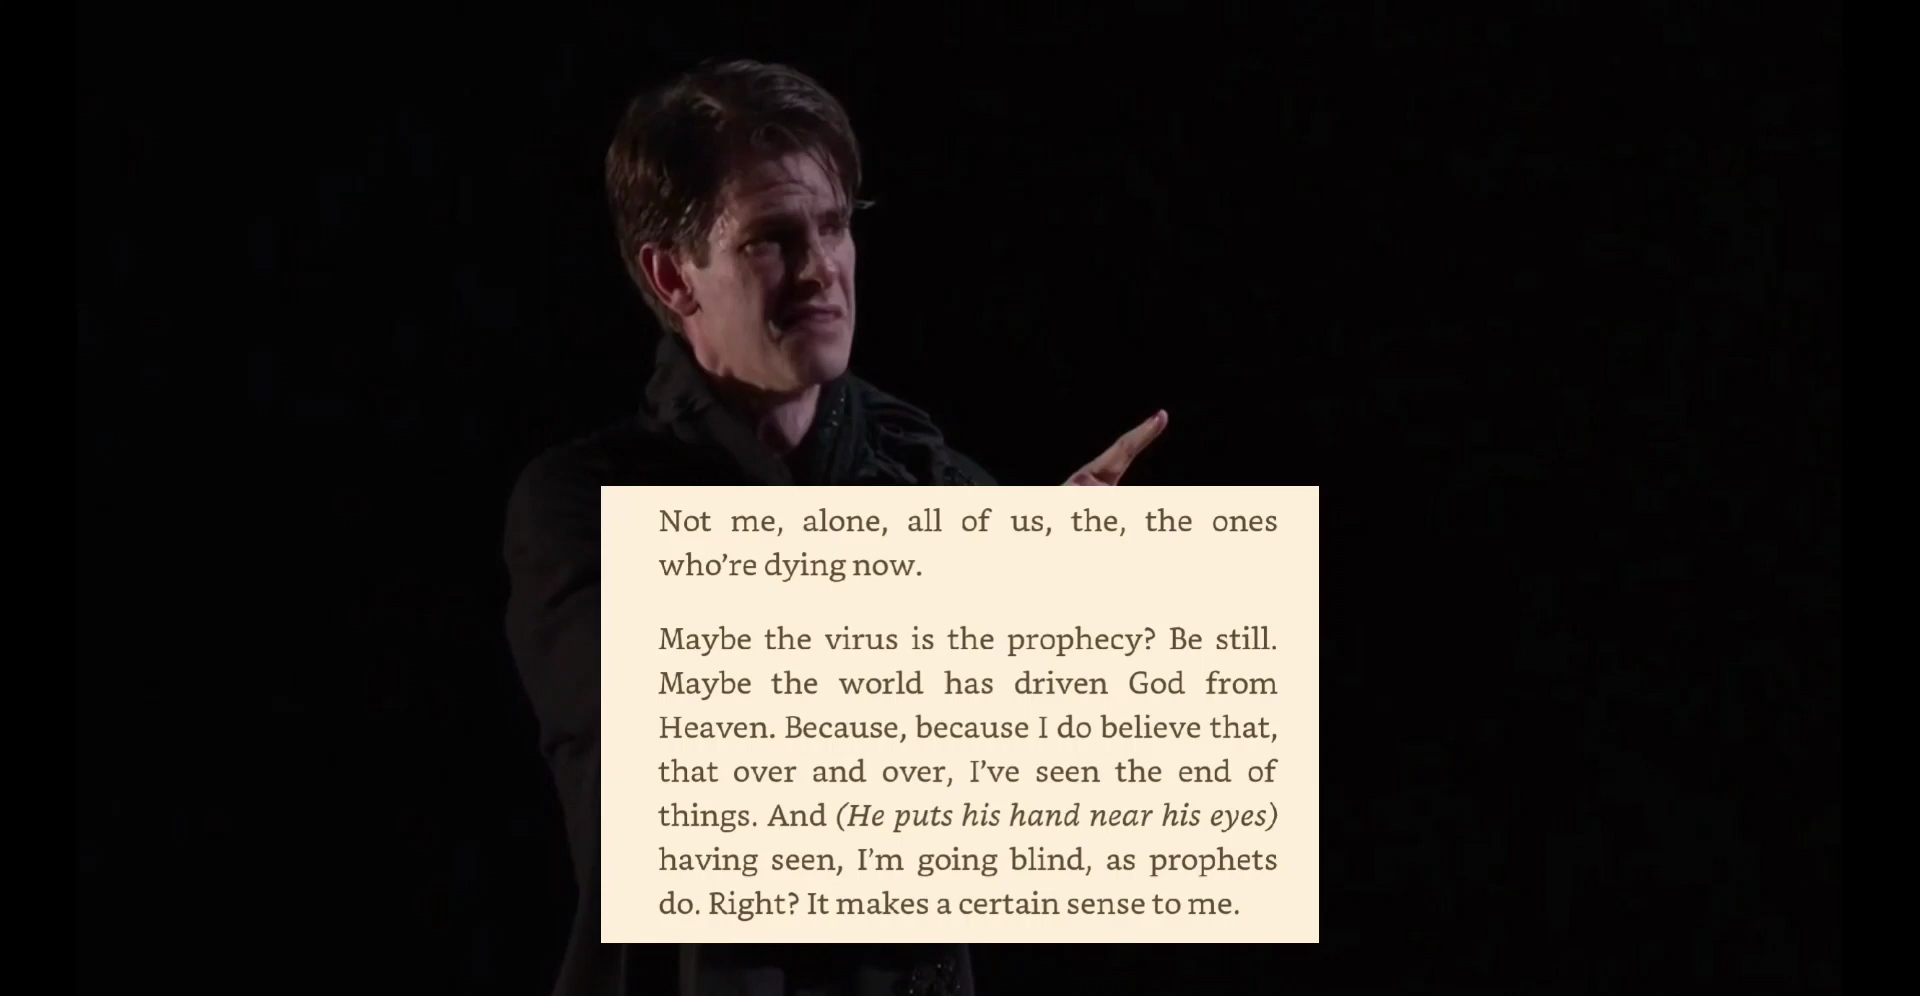 Not me, alone, all of us, the, the ones
who’re dying now.
Maybe the virus is the prophecy? Be still.
Maybe the world has driven God from
Heaven. Because, because I do believe that,
that over and over, I’ve seen the end of
things. And (He puts his hand near his eyes)
having seen, I’m going blind, as prophets
do. Right? It makes a certain sense to me.